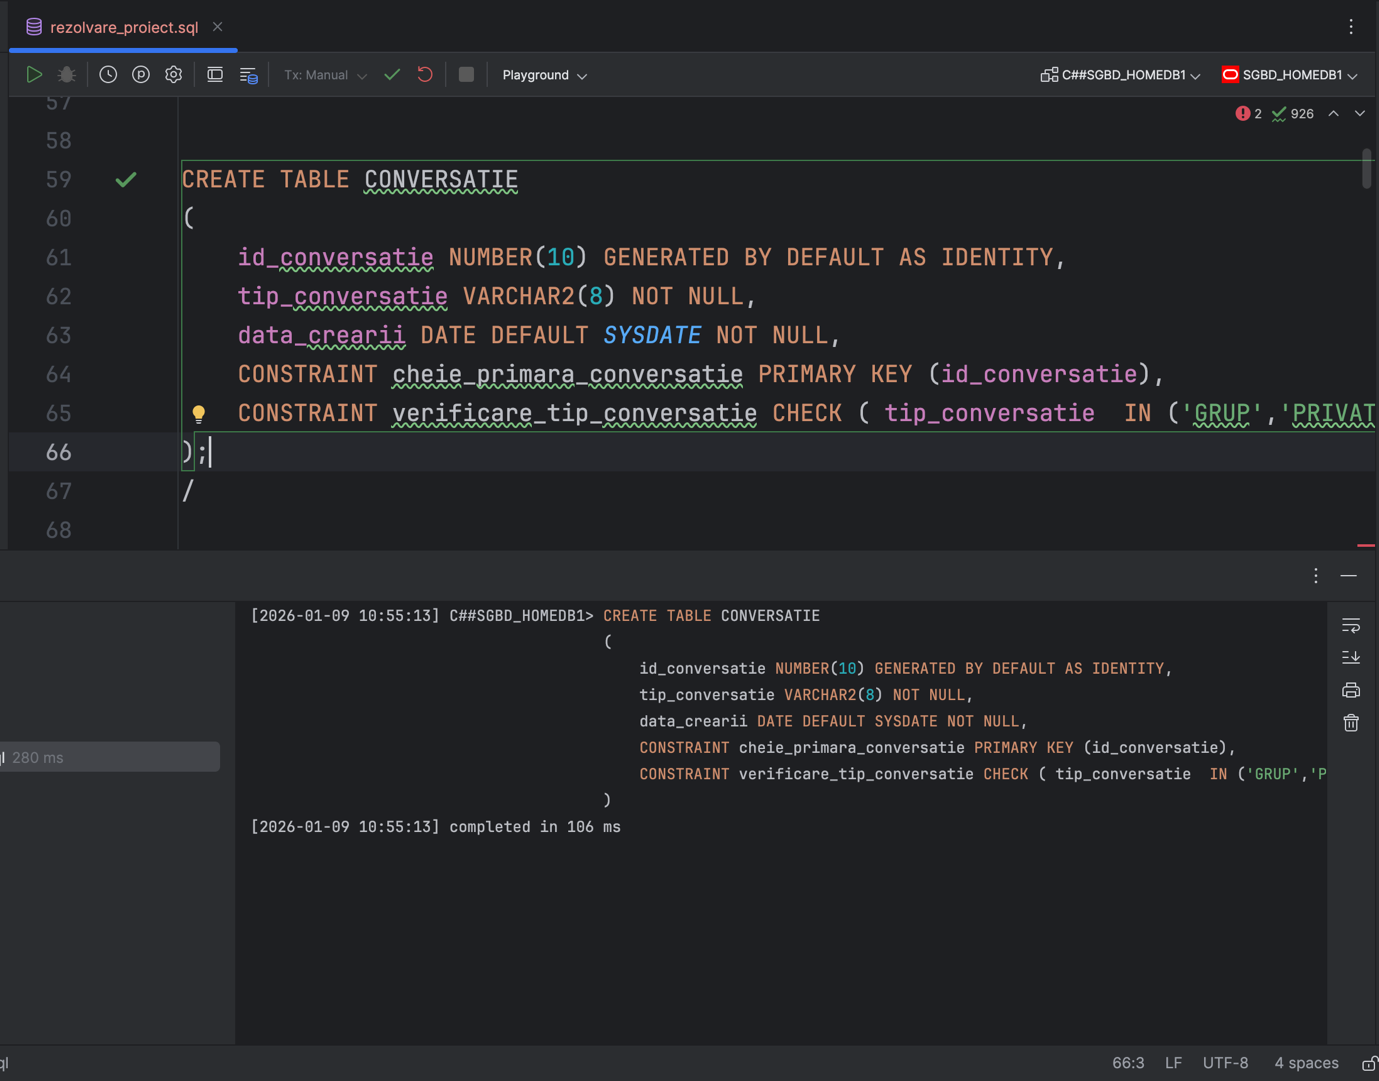 rezolvare_proiect.sql
Tx: Manual
Playground
C##SGBD_HOMEDB1
SGBD_HOMEDB1
2 926
57
58
59 CREATE TABLE CONVERSATIE
60 (
61 id_conversatie NUMBER(10) GENERATED BY DEFAULT AS IDENTITY,
62 tip_conversatie VARCHAR2(8) NOT NULL,
63 data_crearii DATE DEFAULT SYSDATE NOT NULL,
64 CONSTRAINT cheie_primara_conversatie PRIMARY KEY (id_conversatie),
65 CONSTRAINT verificare_tip_conversatie CHECK ( tip_conversatie  IN ('GRUP','PRIVAT
66 );
67 /
68
[2026-01-09 10:55:13] C##SGBD_HOMEDB1> CREATE TABLE CONVERSATIE
(
id_conversatie NUMBER(10) GENERATED BY DEFAULT AS IDENTITY,
tip_conversatie VARCHAR2(8) NOT NULL,
data_crearii DATE DEFAULT SYSDATE NOT NULL,
CONSTRAINT cheie_primara_conversatie PRIMARY KEY (id_conversatie),
CONSTRAINT verificare_tip_conversatie CHECK ( tip_conversatie  IN ('GRUP','P
)
[2026-01-09 10:55:13] completed in 106 ms
ql 280 ms
ql
66:3 LF UTF-8 4 spaces